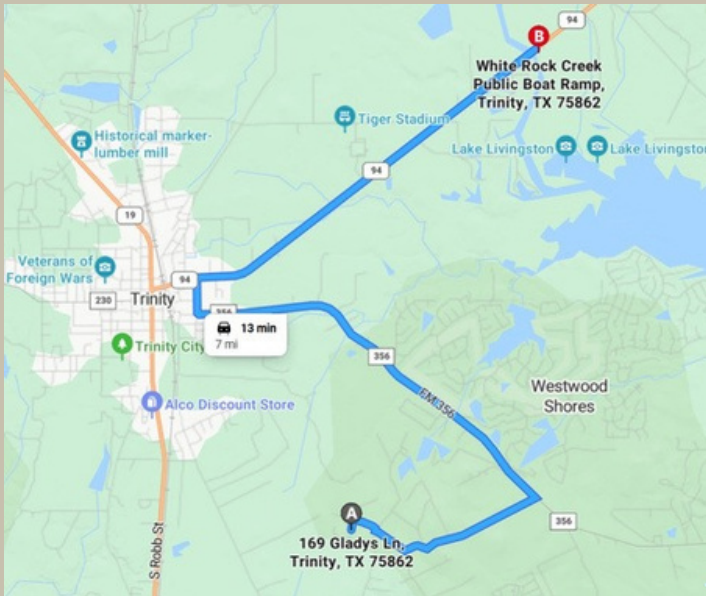 94
B
White Rock Creek
Public Boat Ramp,
Trinity, TX 75862
Tiger Stadium
Historical marker-
lumber mill
Lake Livingston
Lake Livingston
94
19
Veterans of
Foreign Wars
94
230
Trinity
356
13 min
7 mi
Trinity City
356
FM 356
Westwood
Shores
Alco Discount Store
A
169 Gladys Ln,
Trinity, TX 75862
356
S Robb St